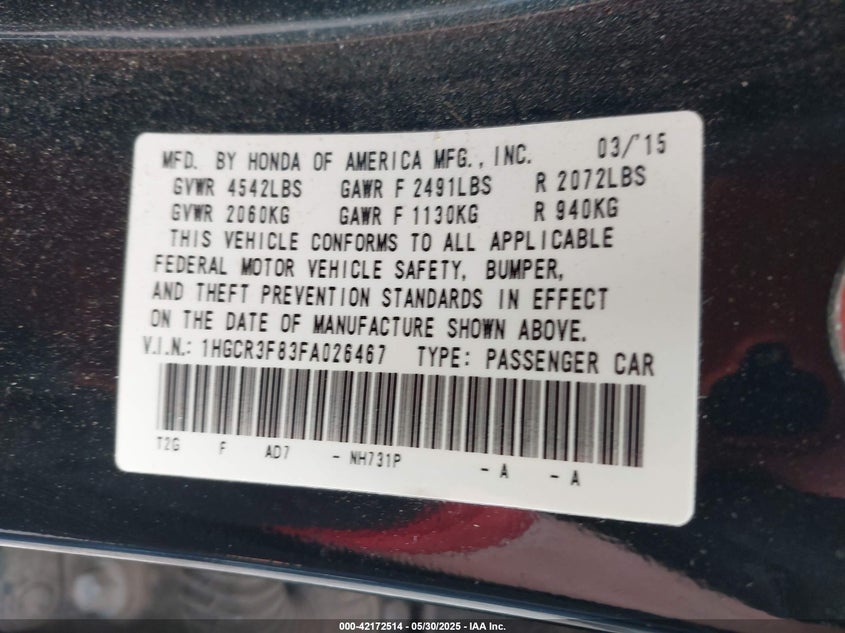 MFD. BY HONDA OF AMERICA MFG., INC. 03/'15
GVWR 4542LBS GAWR F 2491LBS R 2072LBS
GVWR 2060KG GAWR F 1130KG R 940KG
THIS VEHICLE CONFORMS TO ALL APPLICABLE
FEDERAL MOTOR VEHICLE SAFETY, BUMPER,
AND THEFT PREVENTION STANDARDS IN EFFECT
ON THE DATE OF MANUFACTURE SHOWN ABOVE.
V.I.N.: 1HGCR3F83FA026467 TYPE: PASSENGER CAR
T2G F AD7 - NH731P - A - A
000-42172514 - 05/30/2025 - IAA Inc.